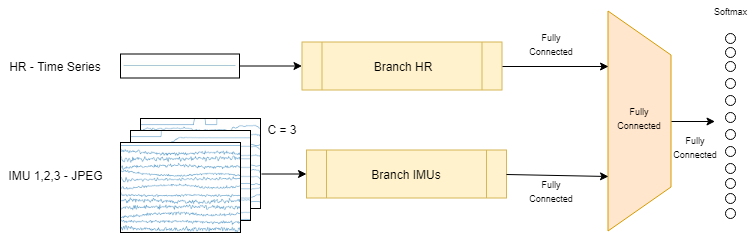 Softmax
HR - Time Series
Branch HR
Fully
Connected
C = 3
Fully
Connected
Fully
Connected
IMU 1,2,3 - JPEG
Branch IMUs
Fully
Connected